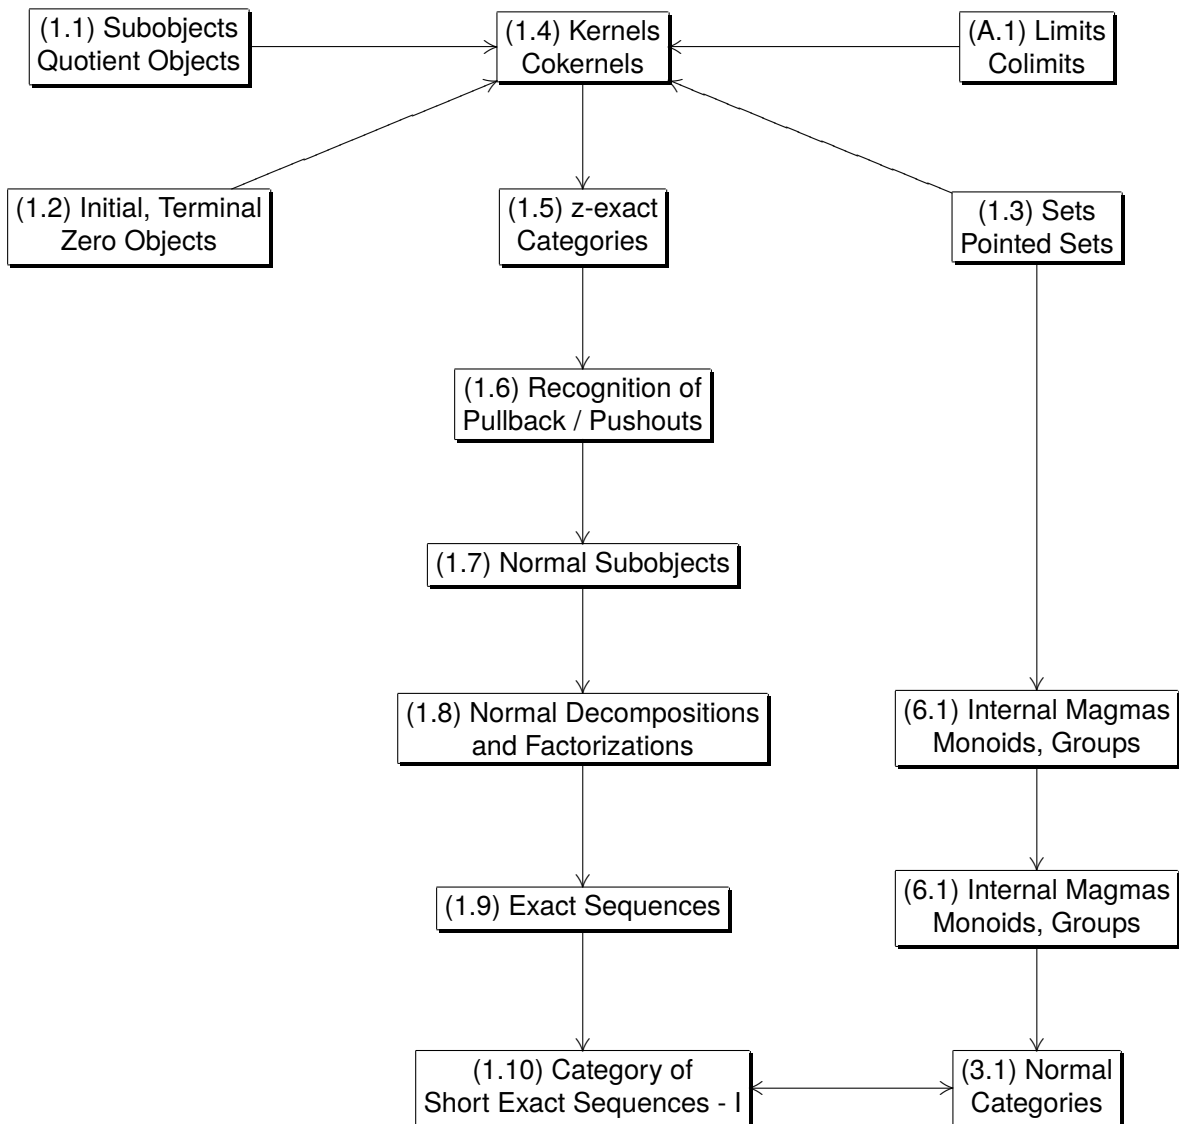 (1.1) Subobjects
Quotient Objects
(1.4) Kernels
Cokernels
(A.1) Limits
Colimits
(1.2) Initial, Terminal
Zero Objects
(1.5) z-exact
Categories
(1.3) Sets
Pointed Sets
(1.6) Recognition of
Pullback / Pushouts
(1.7) Normal Subobjects
(1.8) Normal Decompositions
and Factorizations
(6.1) Internal Magmas
Monoids, Groups
(1.9) Exact Sequences
(6.1) Internal Magmas
Monoids, Groups
(1.10) Category of
Short Exact Sequences - I
(3.1) Normal
Categories